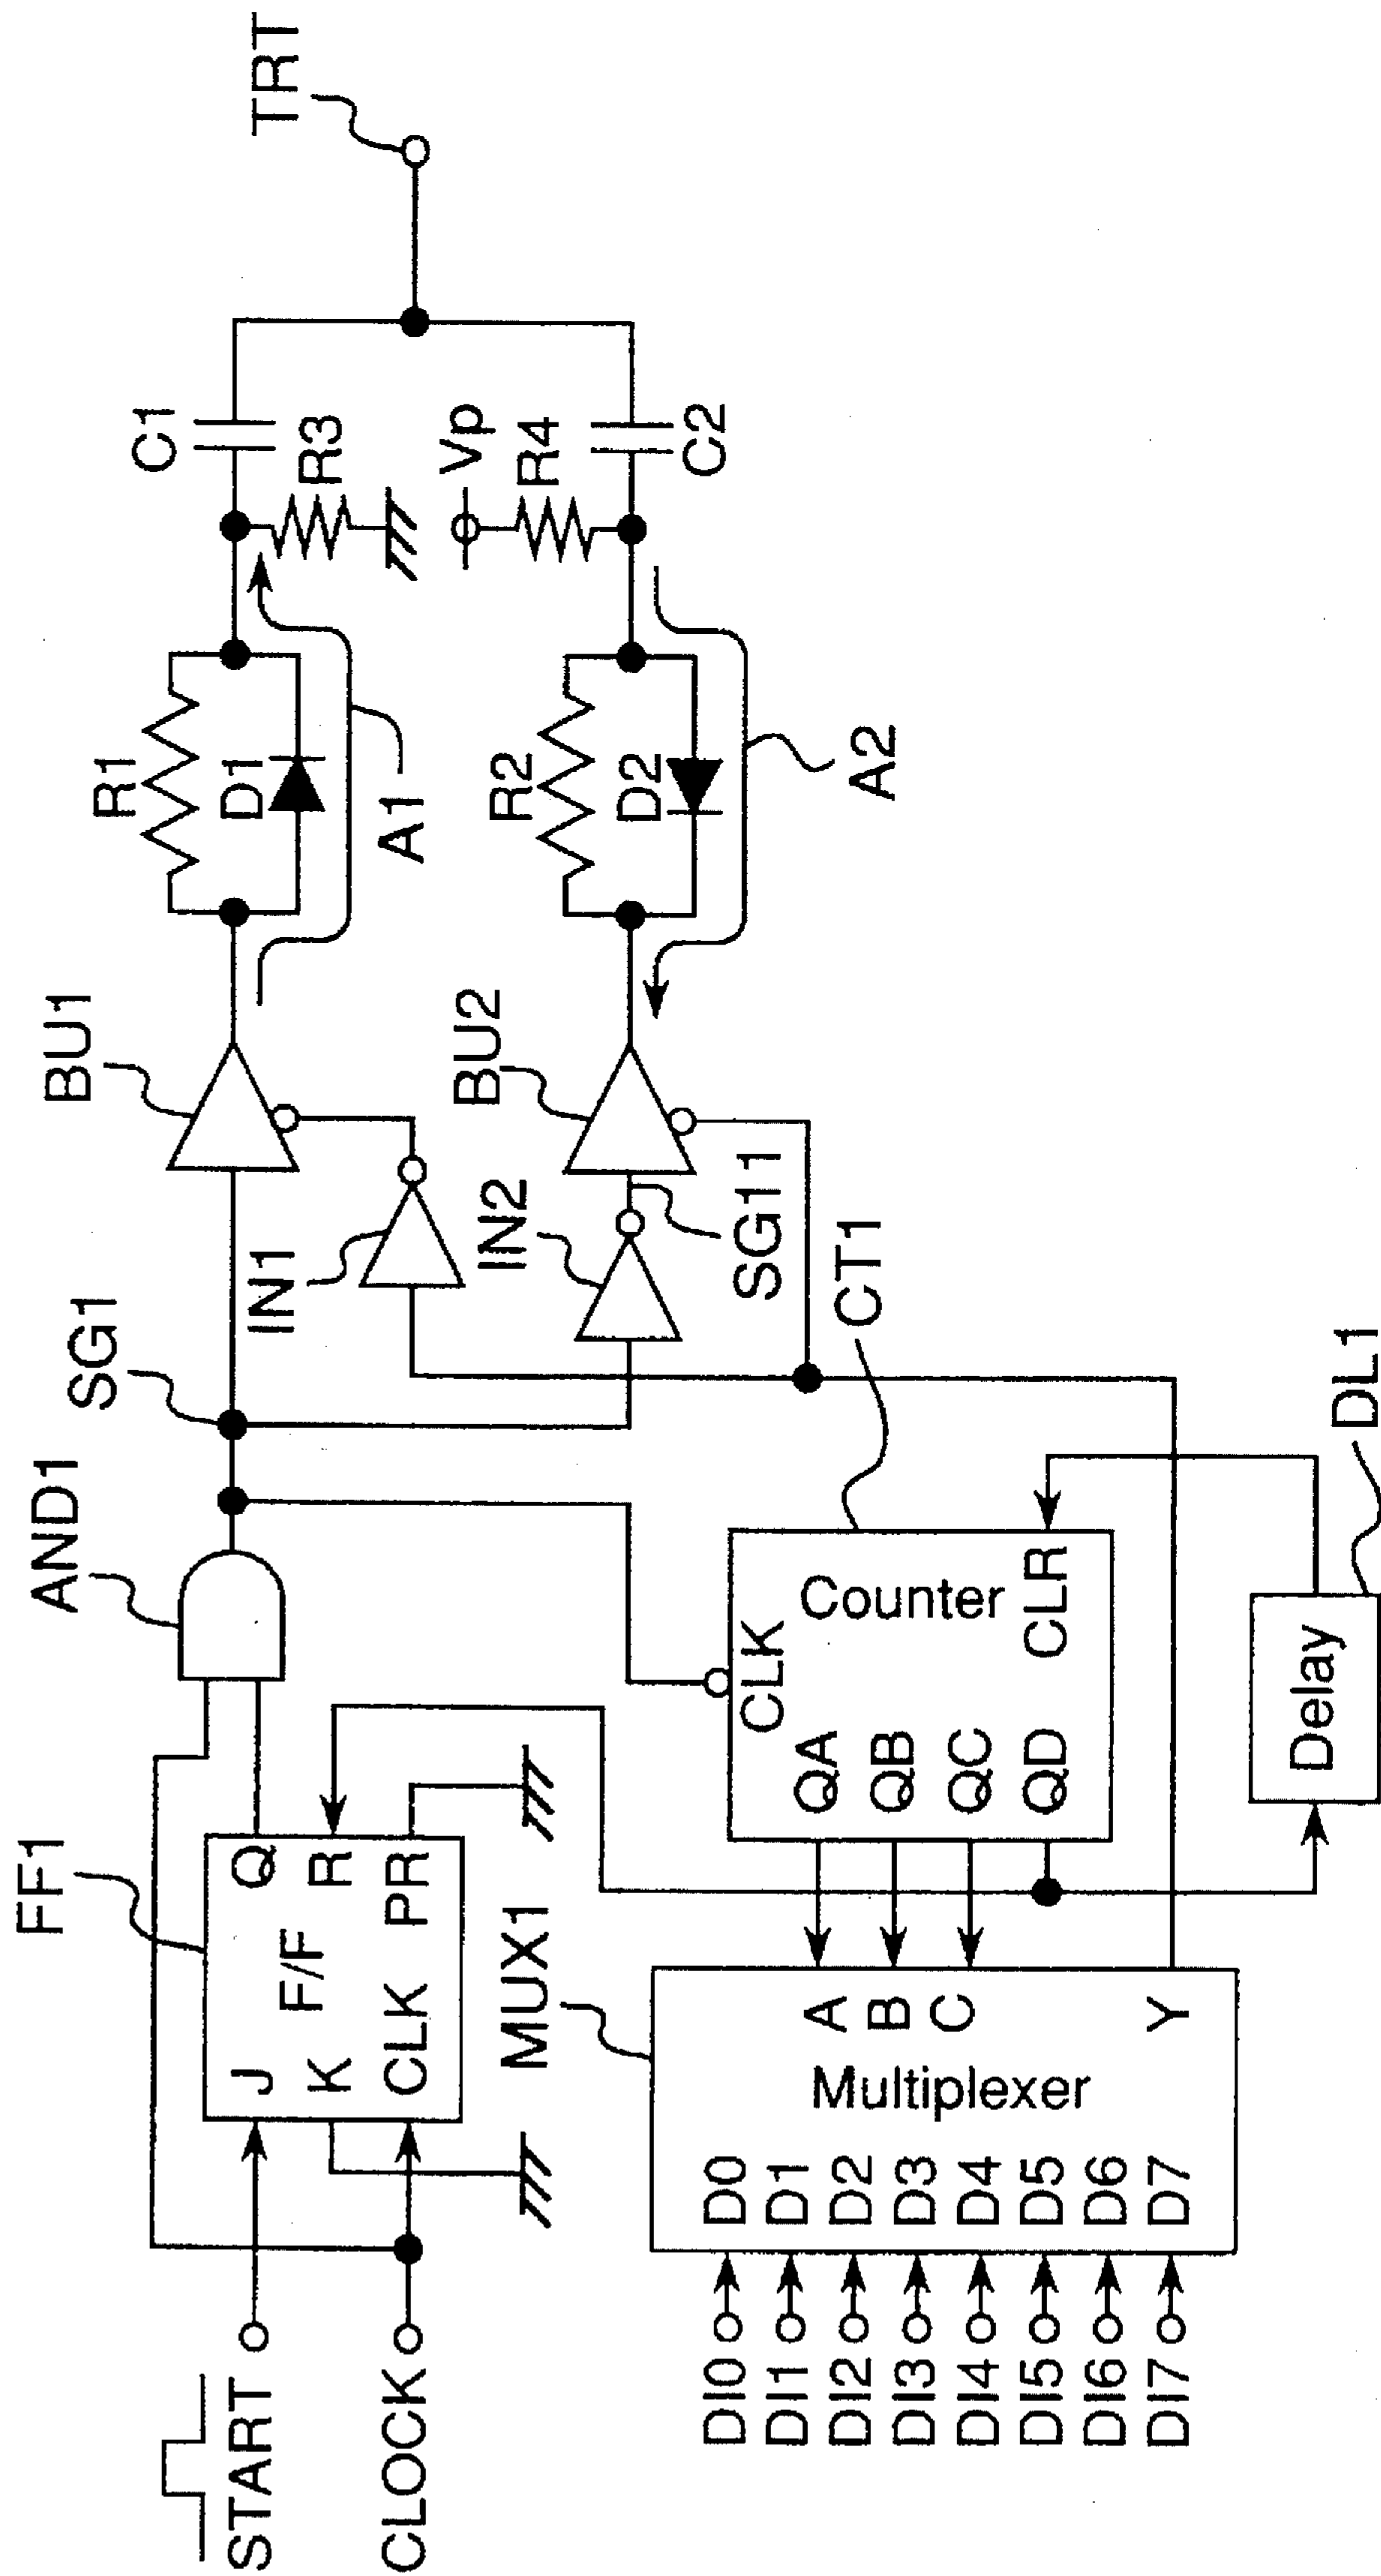 START
CLOCK
FF1
J
K
CLK
F/F
Q
R
PR
AND1
SG1
BU1
IN1
IN2
BU2
SG11
R1
D1
A1
R2
D2
A2
C1
R3
Vp
R4
C2
TRT
MUX1
DI0
DI1
DI2
DI3
DI4
DI5
DI6
DI7
D0
D1
D2
D3
D4
D5
D6
D7
Multiplexer
A
B
C
Y
QA
QB
QC
QD
CLK
Counter
CLR
CT1
Delay
DL1